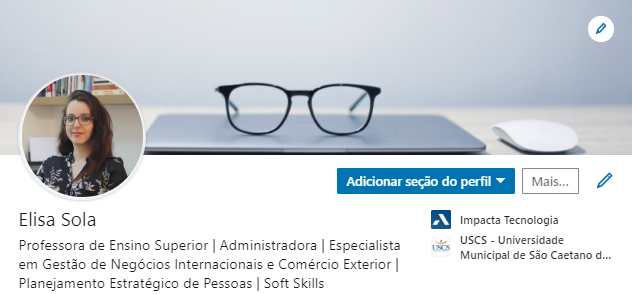 Adicionar seção do perfil
Mais...
Elisa Sola
Professora de Ensino Superior | Administradora | Especialista
em Gestão de Negócios Internacionais e Comércio Exterior |
Planejamento Estratégico de Pessoas | Soft Skills
Impacta Tecnologia
USCS
USCS - Universidade
Municipal de São Caetano d...